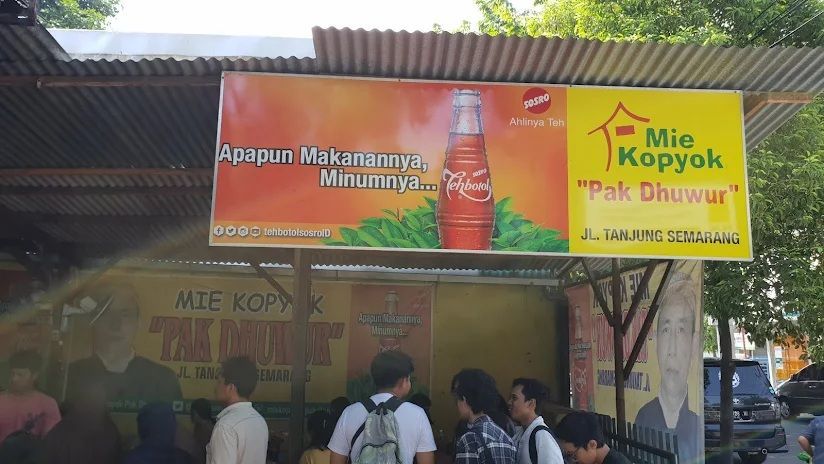 SOSRO
Ahlinya Teh
Apapun Makanannya,
Minumnya...
SOSRO
Tehbotol
tehbotolsosroID
Mie
Kopyok
"Pak Dhuwur"
JL. TANJUNG SEMARANG
MIE KOPYOK
"PAK DHUWUR"
JL. TANJUNG SEMARANG
Apapun Makanannya,
Minumnya...